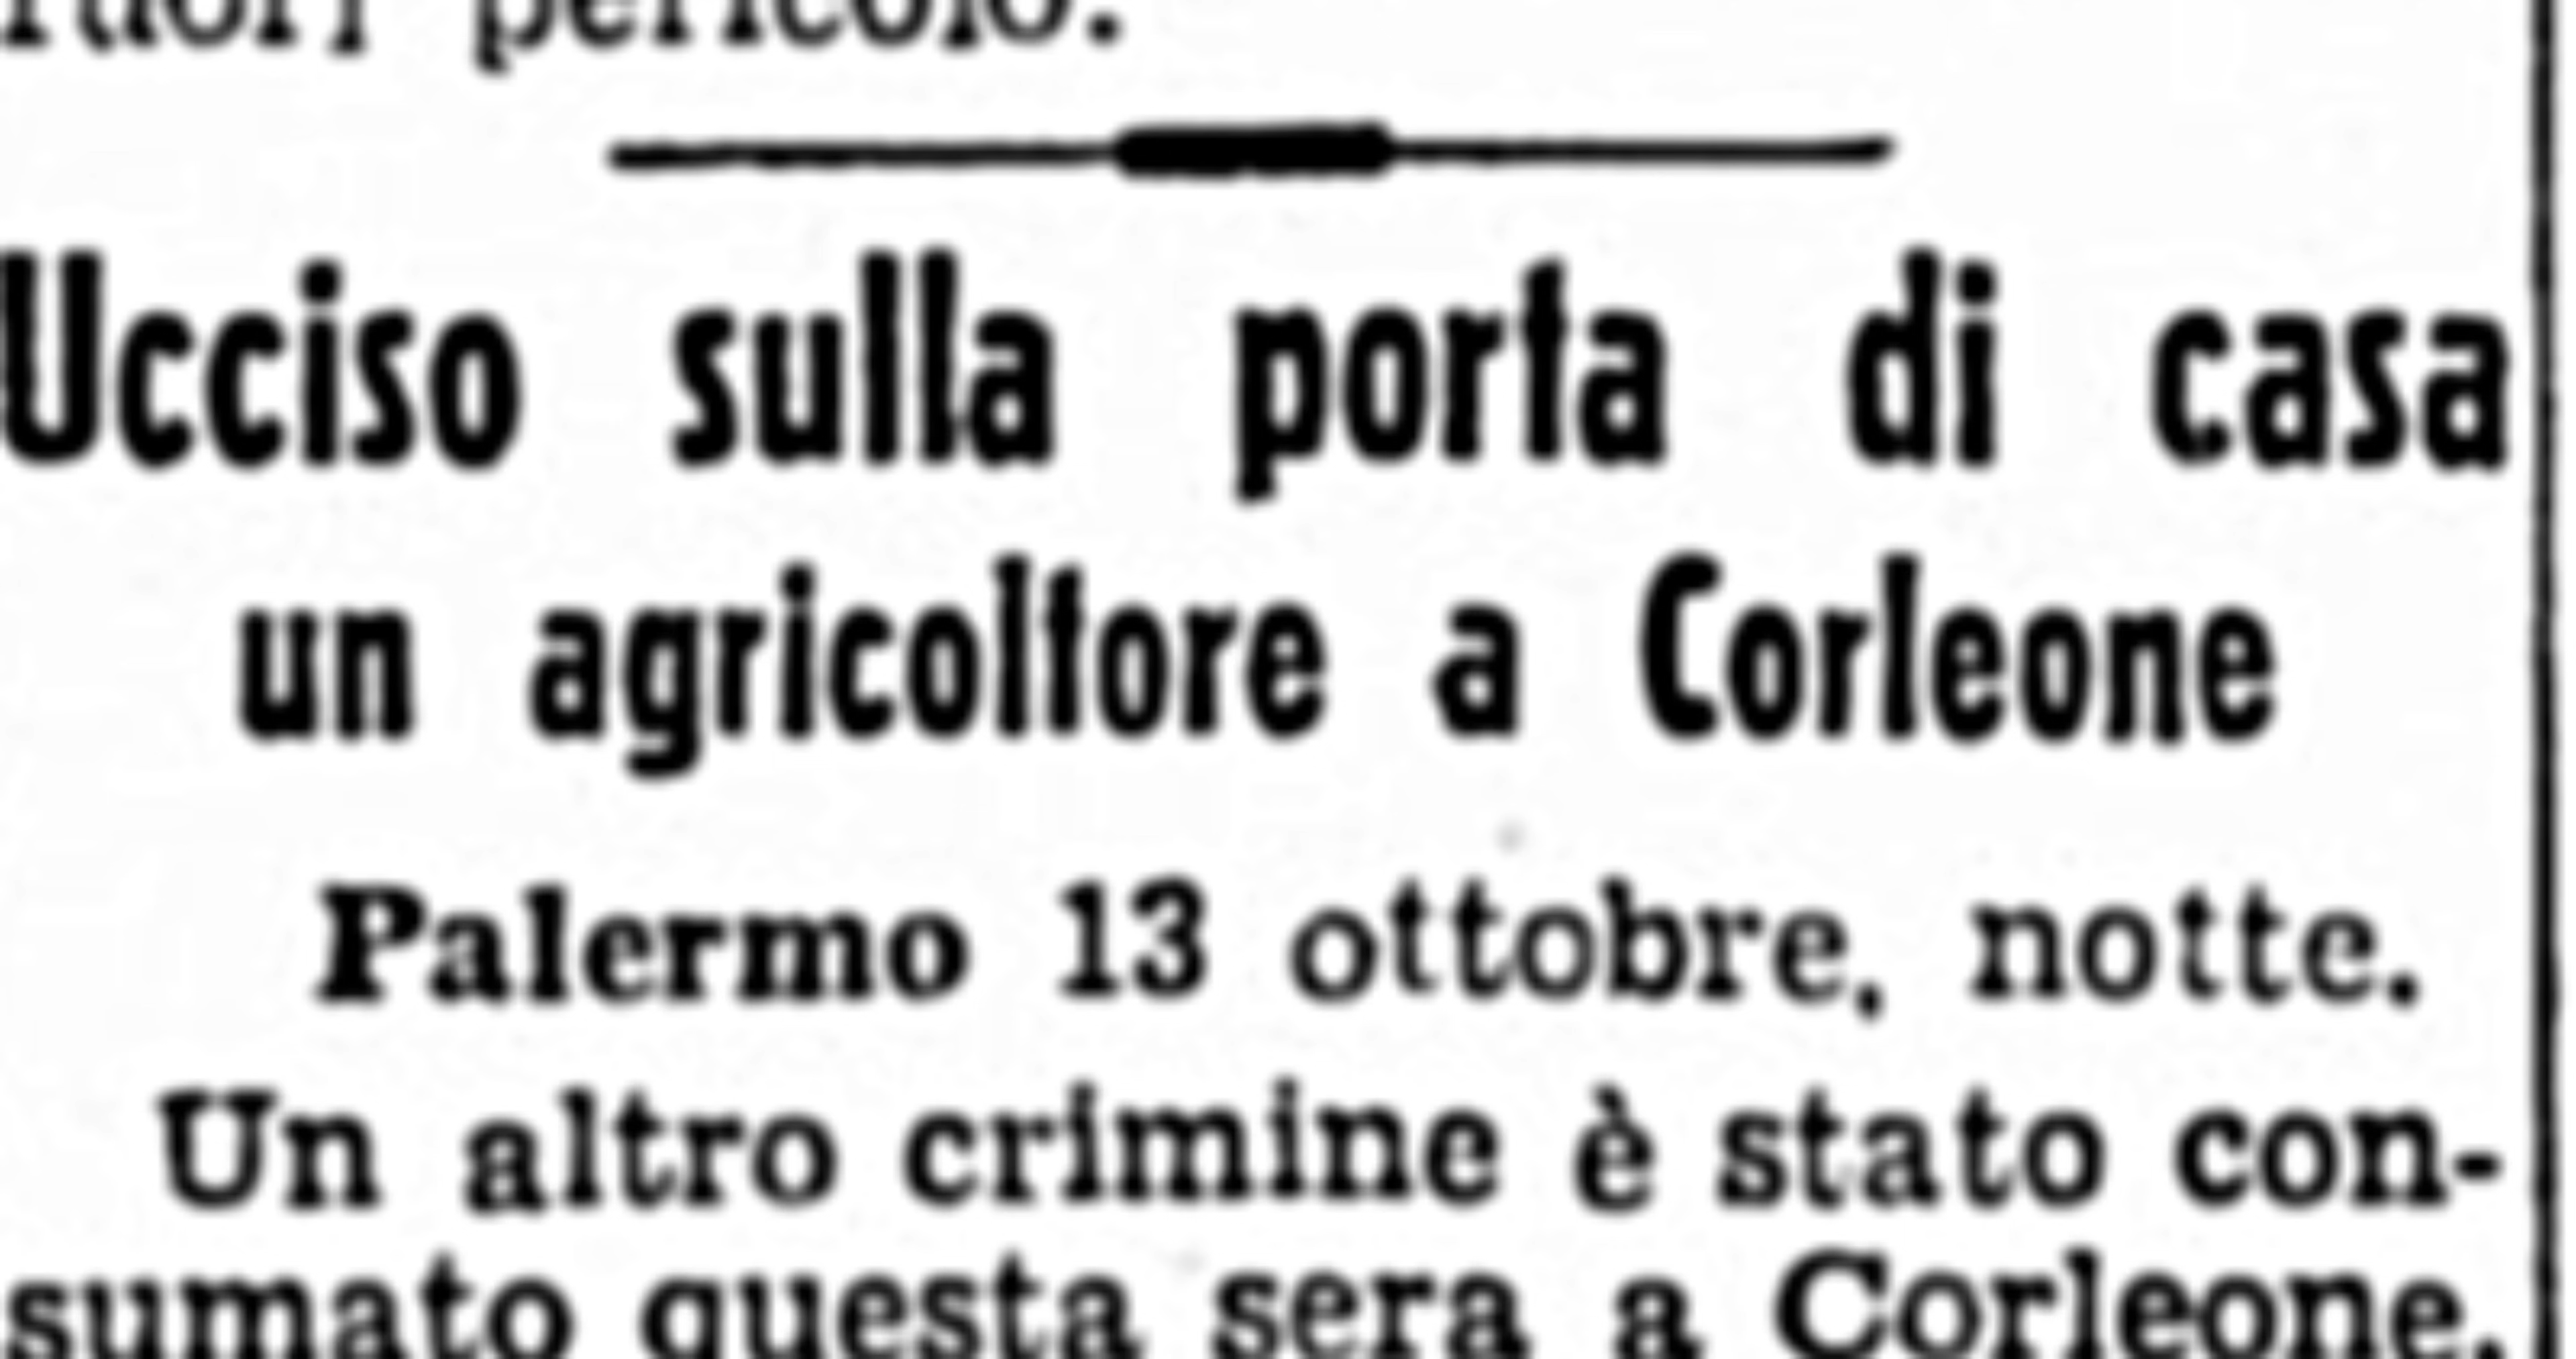 pericolo.
Ucciso sulla porta di casa
un agricoltore a Corleone
Palermo 13 ottobre, notte.
Un altro crimine è stato con-
sumato questa sera a Corleone,